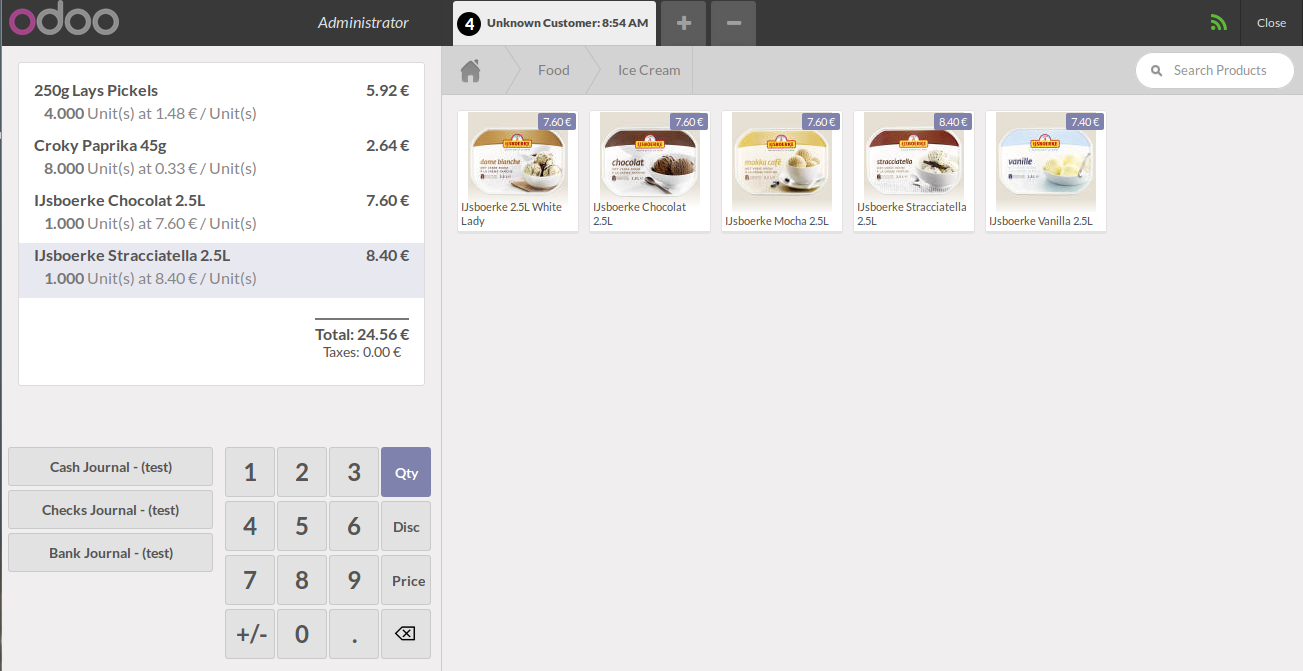 odoo
Administrator
4 Unknown Customer: 8:54 AM
+
−
Close
Food
Ice Cream
Search Products
250g Lays Pickels 5.92 €
4.000 Unit(s) at 1.48 € / Unit(s)
Croky Paprika 45g 2.64 €
8.000 Unit(s) at 0.33 € / Unit(s)
IJsboerke Chocolat 2.5L 7.60 €
1.000 Unit(s) at 7.60 € / Unit(s)
IJsboerke Stracciatella 2.5L 8.40 €
1.000 Unit(s) at 8.40 € / Unit(s)
Total: 24.56 €
Taxes: 0.00 €
7.60 €
IJSBOERKE
dame blanche
IJsboerke 2.5L White
Lady
7.60 €
IJSBOERKE
chocolat
IJsboerke Chocolat
2.5L
7.60 €
IJSBOERKE
mokka café
IJsboerke Mocha 2.5L
8.40 €
IJSBOERKE
stracciatella
IJsboerke Stracciatella
2.5L
7.40 €
IJSBOERKE
vanille
IJsboerke Vanilla 2.5L
Cash Journal - (test)
Checks Journal - (test)
Bank Journal - (test)
1 2 3 Qty
4 5 6 Disc
7 8 9 Price
+/- 0 .